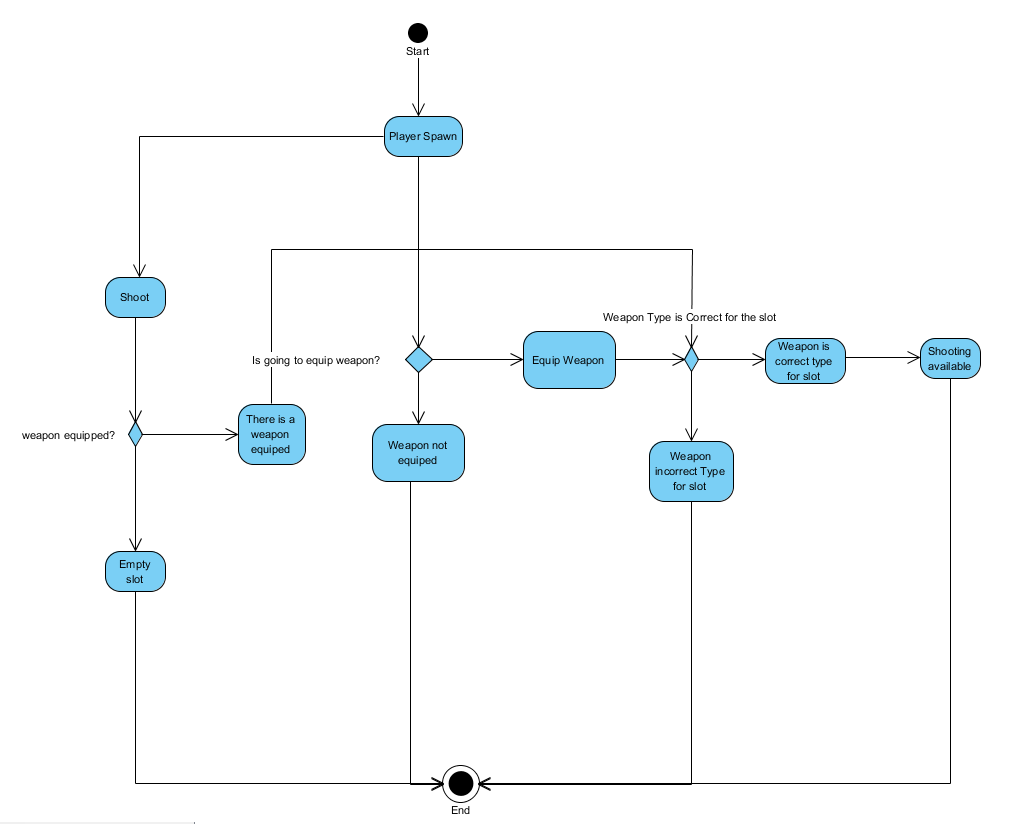 Start
Player Spawn
Shoot
Weapon Type is Correct for the slot
Is going to equip weapon?
Equip Weapon
Weapon is
correct type
for slot
Shooting
available
weapon equipped?
There is a
weapon
equiped
Weapon not
equiped
Weapon
incorrect Type
for slot
Empty
slot
End